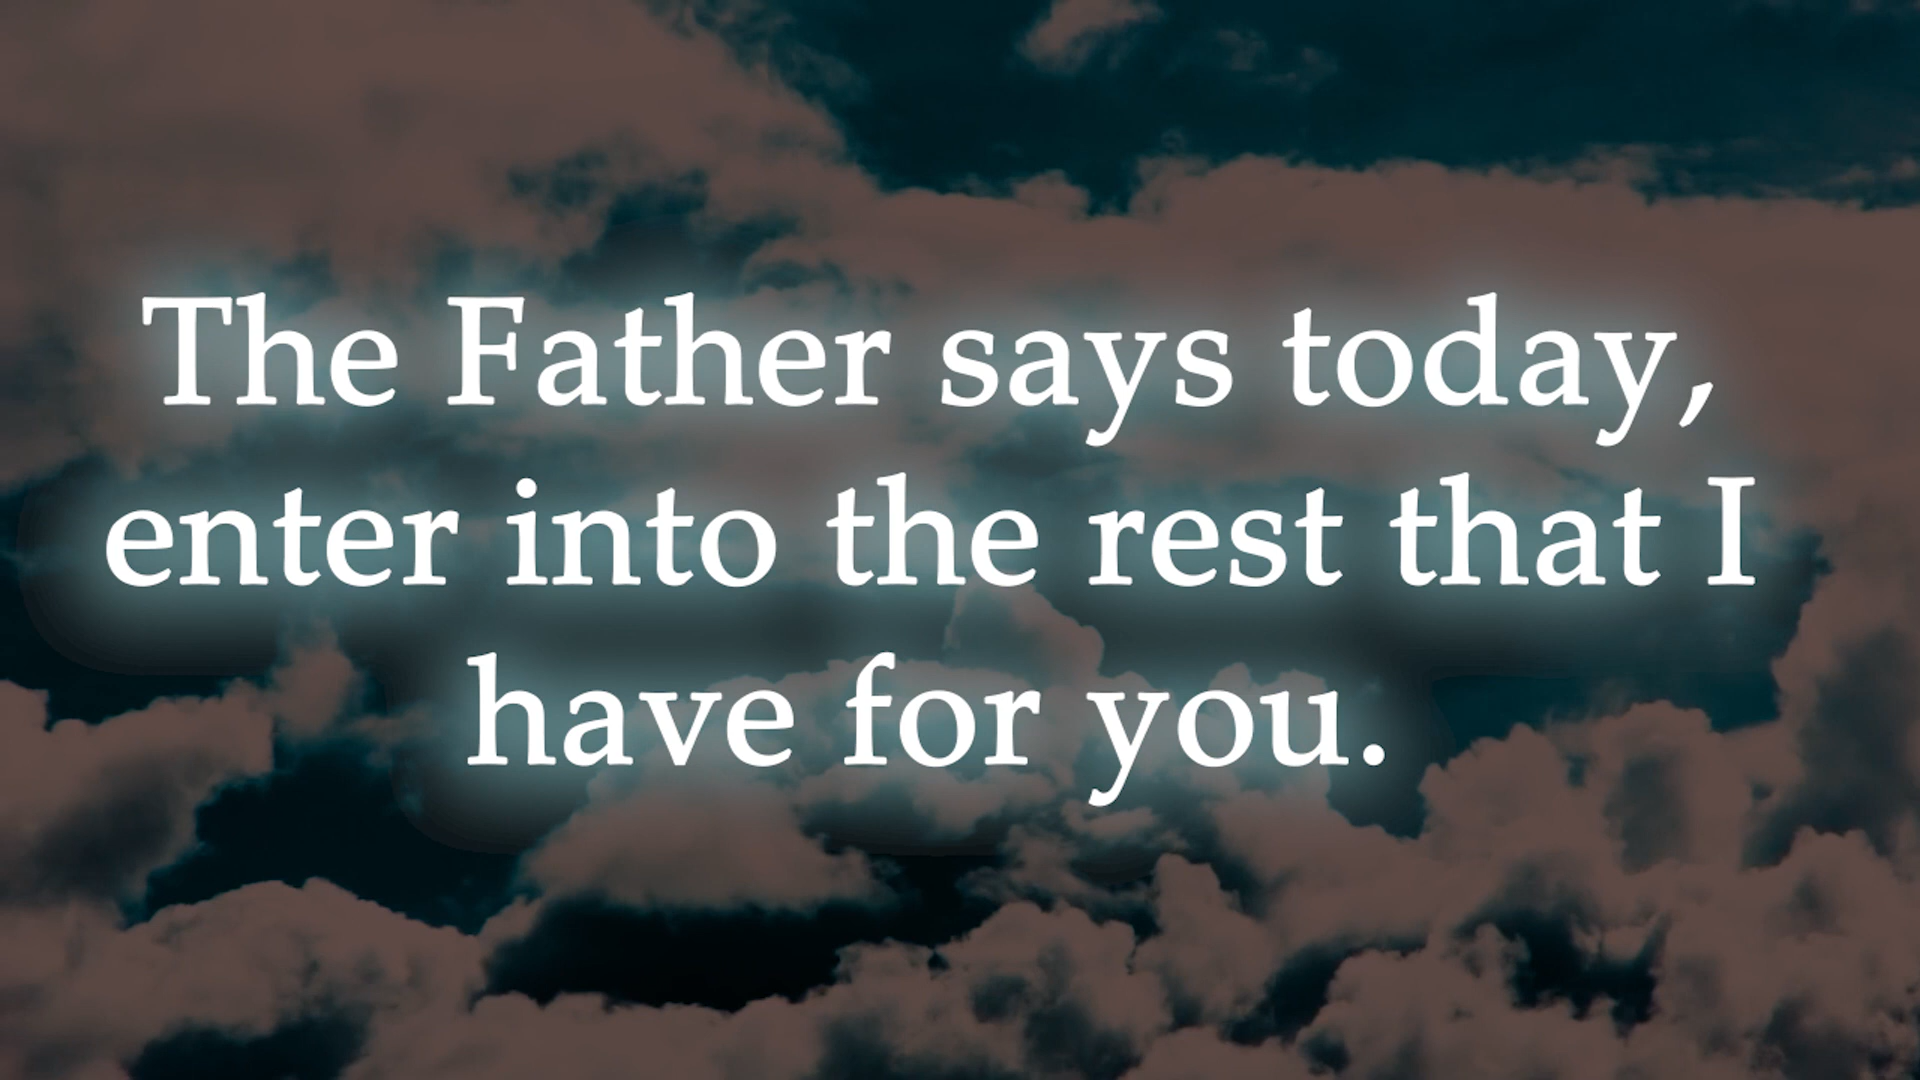 The Father says today,
enter into the rest that I
have for you.